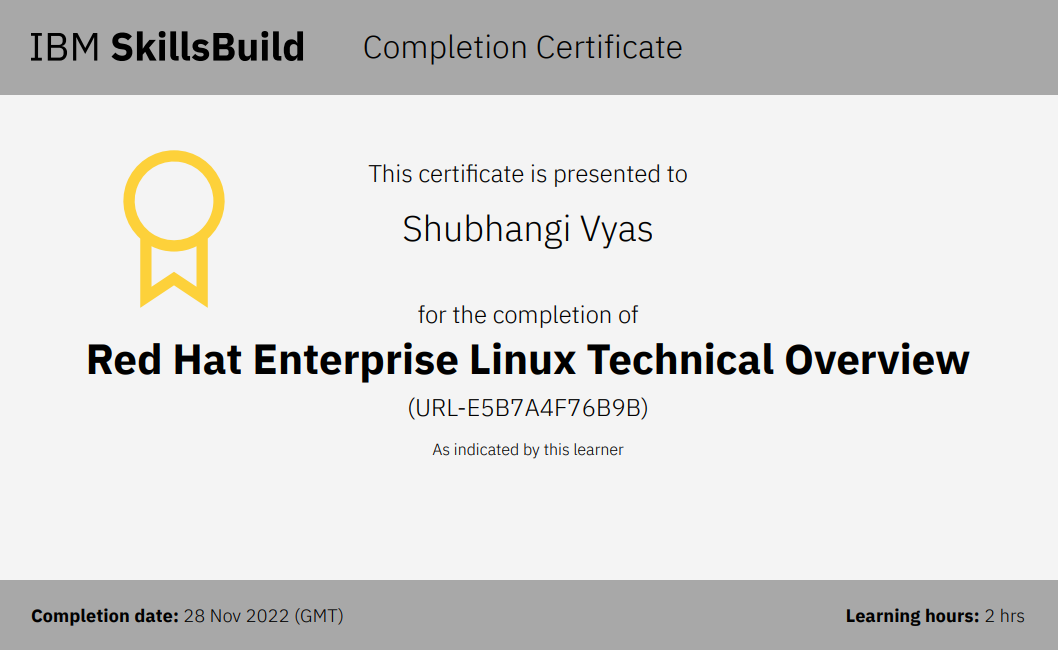 IBM SkillsBuild Completion Certificate
This certificate is presented to
Shubhangi Vyas
for the completion of
Red Hat Enterprise Linux Technical Overview
(URL-E5B7A4F76B9B)
As indicated by this learner
Completion date: 28 Nov 2022 (GMT) Learning hours: 2 hrs